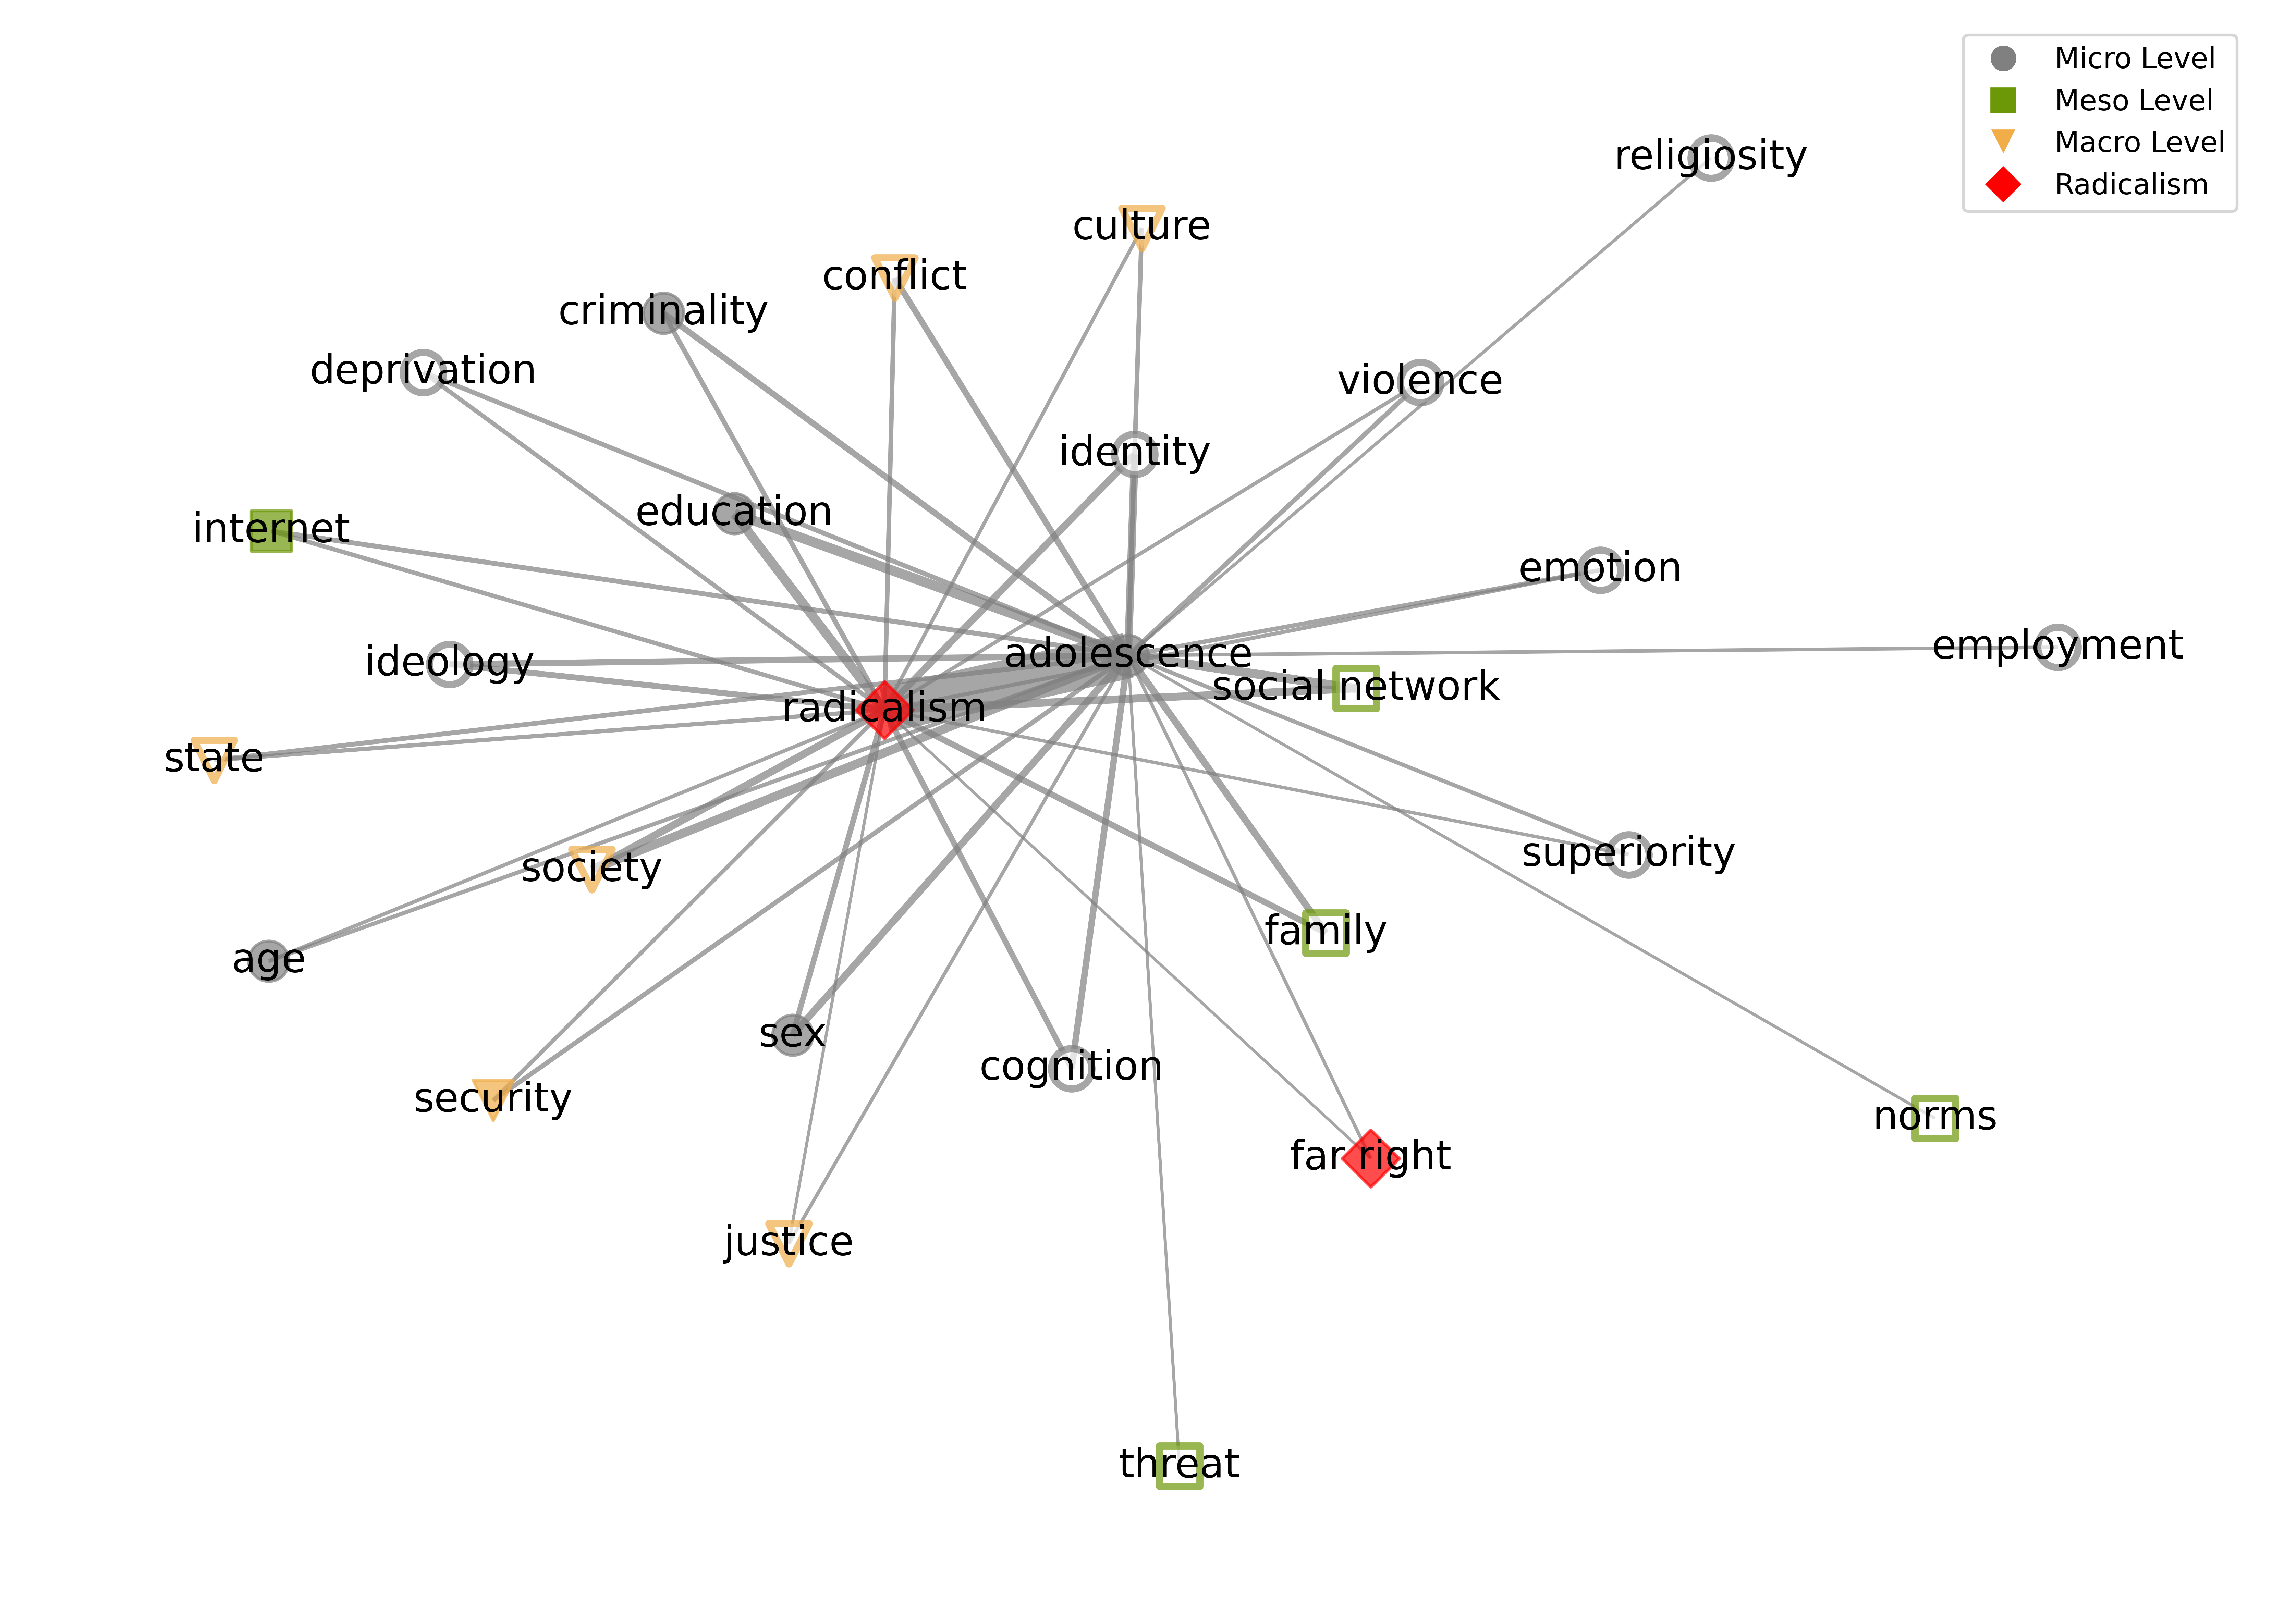 Micro Level
Meso Level
Macro Level
Radicalism
religiosity
culture
conflict
criminality
deprivation
violence
identity
education
internet
emotion
employment
adolescence
ideology
social network
radicalism
state
superiority
society
family
age
sex
cognition
security
norms
far right
justice
threat